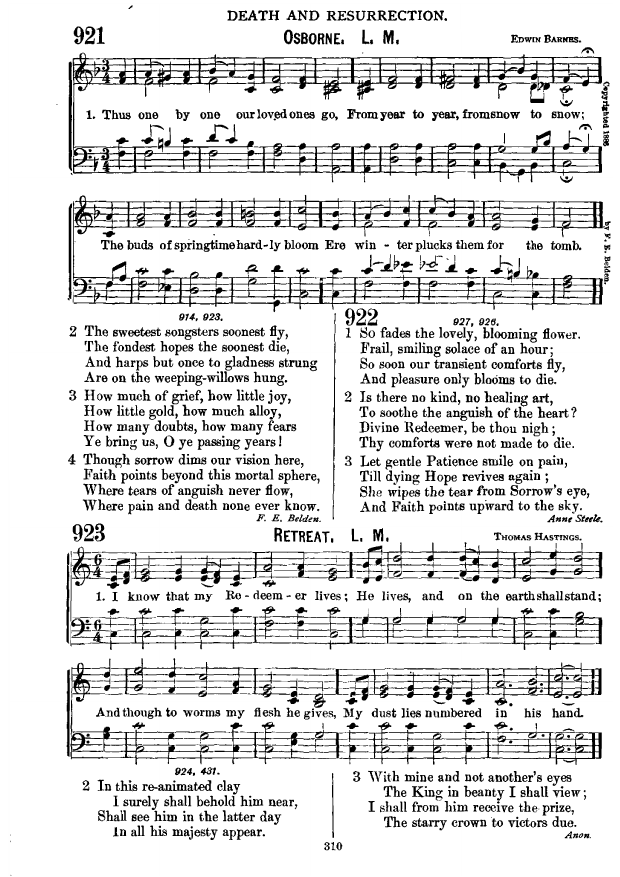 DEATH AND RESURRECTION.
921 OSBORNE. L. M. EDWIN BARNES.
1. Thus one by one our loved ones go, From year to year, from snow to snow;
Copyrighted 1886
The buds of springtime hard-ly bloom Ere win - ter plucks them for the tomb.
by F. E. Belden.
914, 923.
2 The sweetest songsters soonest fly,
The fondest hopes the soonest die,
And harps but once to gladness strung
Are on the weeping-willows hung.
3 How much of grief, how little joy,
How little gold, how much alloy,
How many doubts, how many fears
Ye bring us, O ye passing years!
4 Though sorrow dims our vision here,
Faith points beyond this mortal sphere,
Where tears of anguish never flow,
Where pain and death none ever know.
F. E. Belden.
922 927, 926.
1 So fades the lovely, blooming flower.
Frail, smiling solace of an hour;
So soon our transient comforts fly,
And pleasure only blooms to die.
2 Is there no kind, no healing art,
To soothe the anguish of the heart?
Divine Redeemer, be thou nigh;
Thy comforts were not made to die.
3 Let gentle Patience smile on pain,
Till dying Hope revives again;
She wipes the tear from Sorrow's eye,
And Faith points upward to the sky.
Anne Steele.
923 RETREAT. L. M. THOMAS HASTINGS.
1. I know that my Re-deem-er lives; He lives, and on the earth shall stand;
And though to worms my flesh he gives, My dust lies numbered in his hand.
924, 431.
2 In this re-animated clay
I surely shall behold him near,
Shall see him in the latter day
In all his majesty appear.
3 With mine and not another's eyes
The King in beauty I shall view;
I shall from him receive the prize,
The starry crown to victors due.
Anon.
310